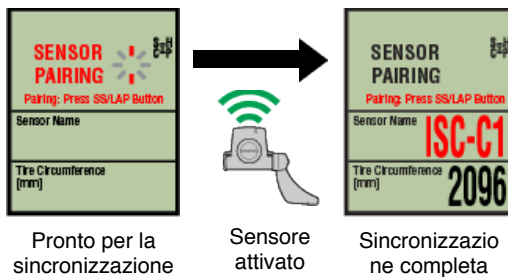 SENSOR
PAIRING
Pairing: Press SS/LAP Button
Sensor Name
Tire Circumference
[mm]
Pronto per la
sincronizzazione
Sensore
attivato
SENSOR
PAIRING
Pairing: Press SS/LAP Button
Sensor Name
ISC-C1
Tire Circumference
[mm]
2096
Sincronizzazio
ne completa